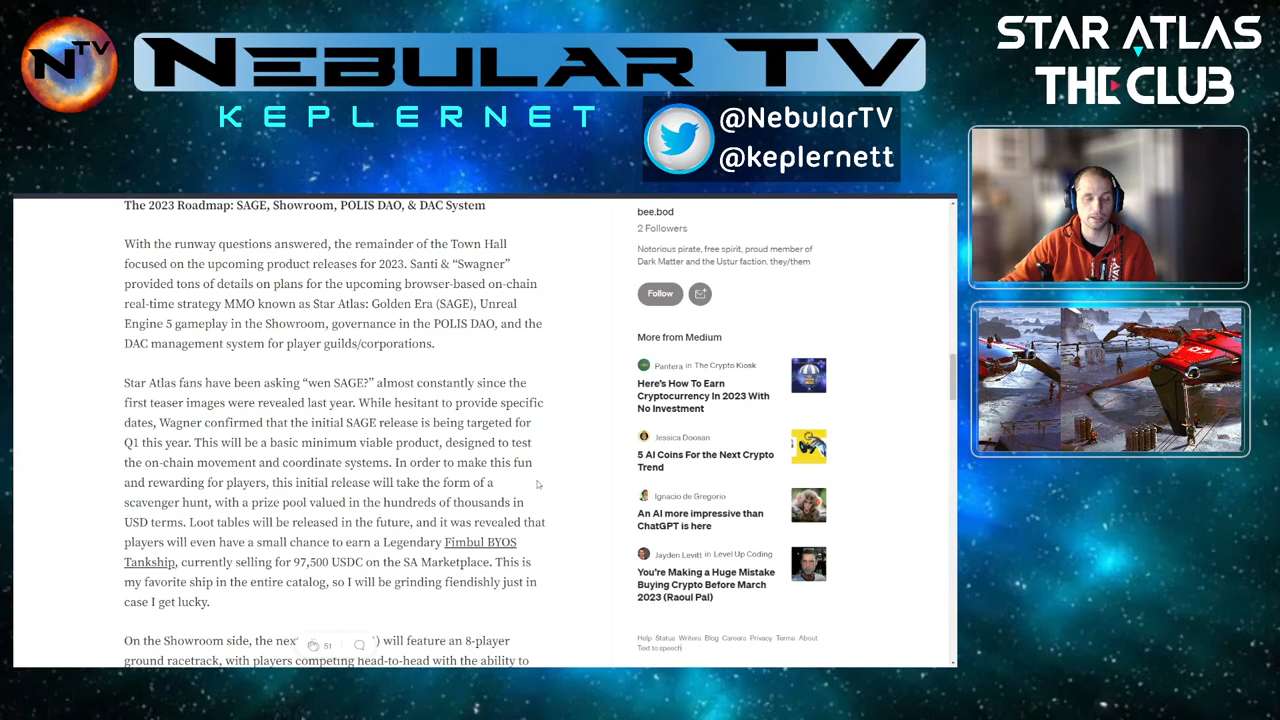 NTV
NEBULAR TV
KEPLERNET
@NebularTV
@keplernett
STAR ATLAS
THE CLUB
The 2023 Roadmap: SAGE, Showroom, POLIS DAO, & DAC System
With the runway questions answered, the remainder of the Town Hall
focused on the upcoming product releases for 2023. Santi & “Swagner”
provided tons of details on plans for the upcoming browser-based on-chain
real-time strategy MMO known as Star Atlas: Golden Era (SAGE), Unreal
Engine 5 gameplay in the Showroom, governance in the POLIS DAO, and the
DAC management system for player guilds/corporations.
Star Atlas fans have been asking “wen SAGE?” almost constantly since the
first teaser images were revealed last year. While hesitant to provide specific
dates, Wagner confirmed that the initial SAGE release is being targeted for
Q1 this year. This will be a basic minimum viable product, designed to test
the on-chain movement and coordinate systems. In order to make this fun
and rewarding for players, this initial release will take the form of a
scavenger hunt, with a prize pool valued in the hundreds of thousands in
USD terms. Loot tables will be released in the future, and it was revealed that
players will even have a small chance to earn a Legendary Fimbul BYOS
Tankship, currently selling for 97,500 USDC on the SA Marketplace. This is
my favorite ship in the entire catalog, so I will be grinding fiendishly just in
case I get lucky.
On the Showroom side, the nex ) will feature an 8-player
51
ground racetrack, with players competing head-to-head with the ability to
bee.bod
2 Followers
Notorious pirate, free spirit, proud member of
Dark Matter and the Ustur faction. they/them
Follow
More from Medium
Pantera in The Crypto Kiosk
Here's How To Earn
Cryptocurrency In 2023 With
No Investment
Jessica Doosan
5 AI Coins For the Next Crypto
Trend
Ignacio de Gregorio
An AI more impressive than
ChatGPT is here
Jayden Levitt in Level Up Coding
You're Making a Huge Mistake
Buying Crypto Before March
2023 (Raoul Pal)
Help Status Writers Blog Careers Privacy Terms About
Text to speech